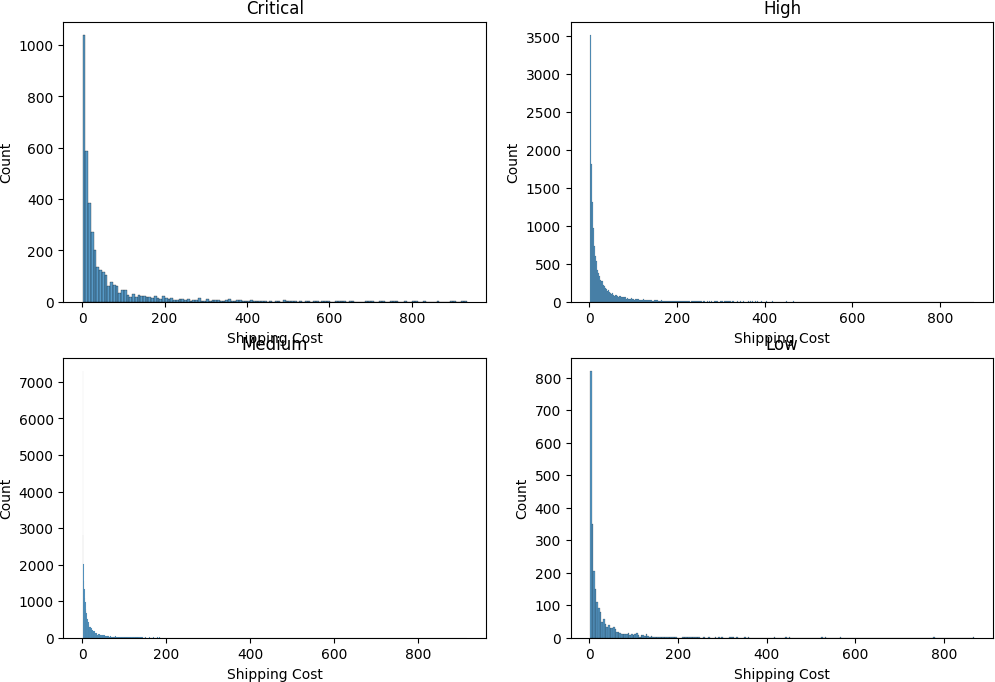 Critical
1000
800
600
400
200
0
Count
0 200 400 600 800
Shipping Cost
High
3500
3000
2500
2000
1500
1000
500
0
Count
0 200 400 600 800
Shipping Cost
Medium
7000
6000
5000
4000
3000
2000
1000
0
Count
0 200 400 600 800
Shipping Cost
Low
800
700
600
500
400
300
200
100
0
Count
0 200 400 600 800
Shipping Cost